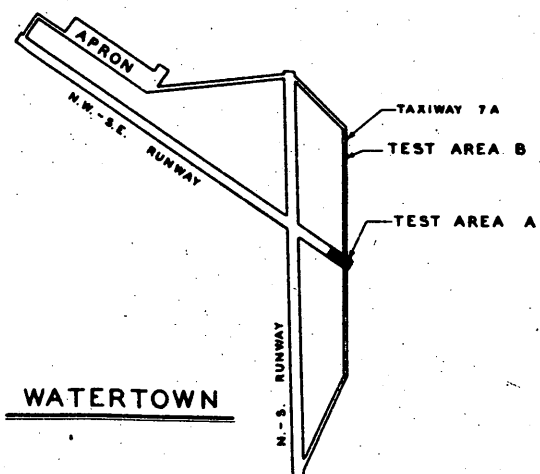 APRON
N.W.-S.E. RUNWAY
TAXIWAY 7A
TEST AREA B
TEST AREA A
N.-S. RUNWAY
WATERTOWN